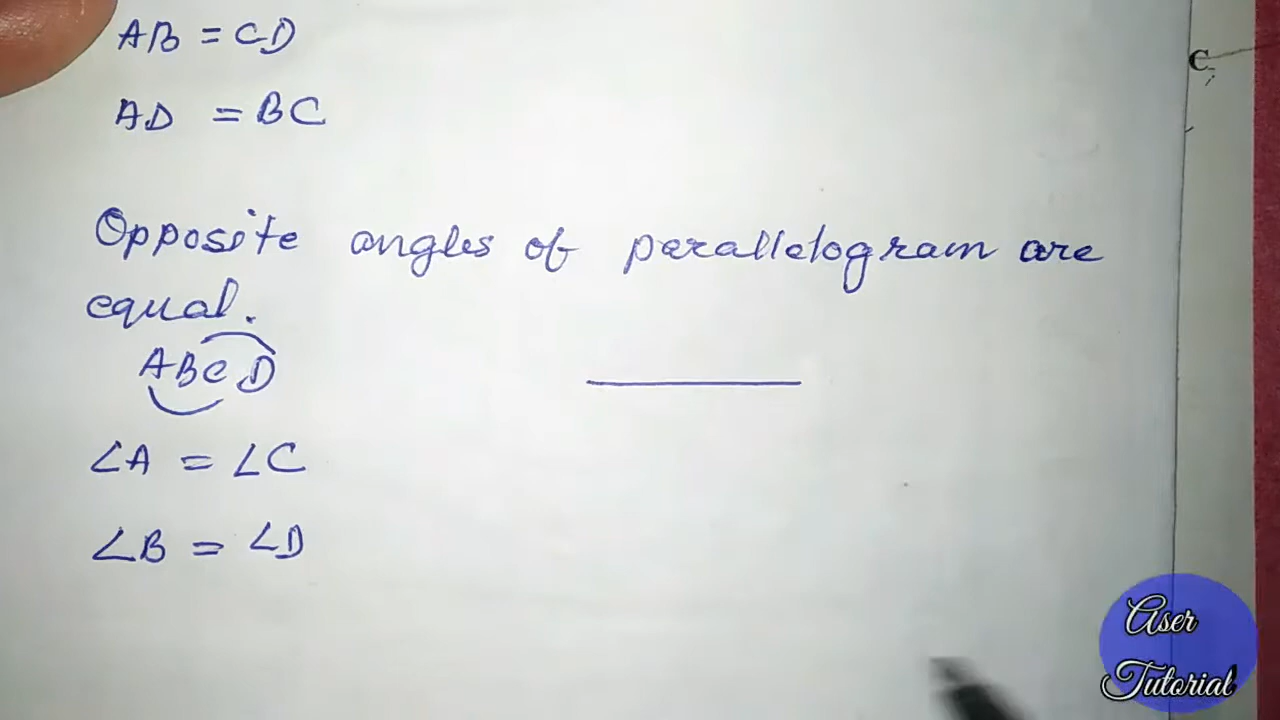 AB = CD
C
AD = BC
Opposite angles of parallelogram are
equal.
ABCD
∠A = ∠C
∠B = ∠D
Aser
Tutorial